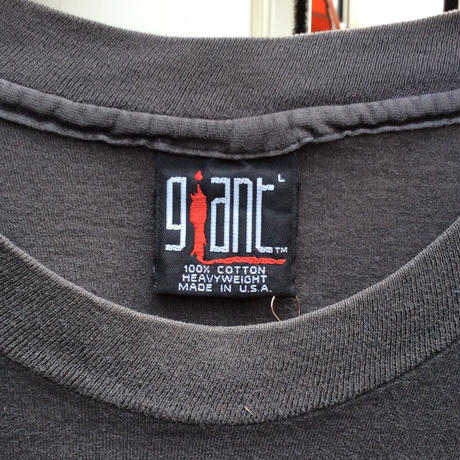 giant L
TM
100% COTTON
HEAVYWEIGHT
MADE IN U.S.A.